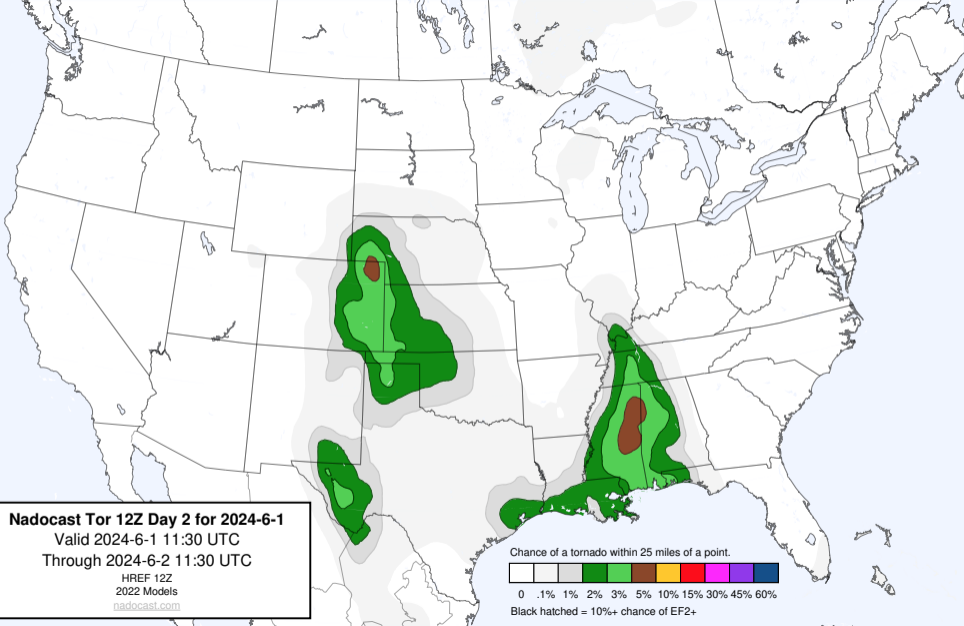 Nadocast Tor 12Z Day 2 for 2024-6-1
Valid 2024-6-1 11:30 UTC
Through 2024-6-2 11:30 UTC
HREF 12Z
2022 Models
nadocast.com
Chance of a tornado within 25 miles of a point.
0 .1% 1% 2% 3% 5% 10% 15% 30% 45% 60%
Black hatched = 10%+ chance of EF2+